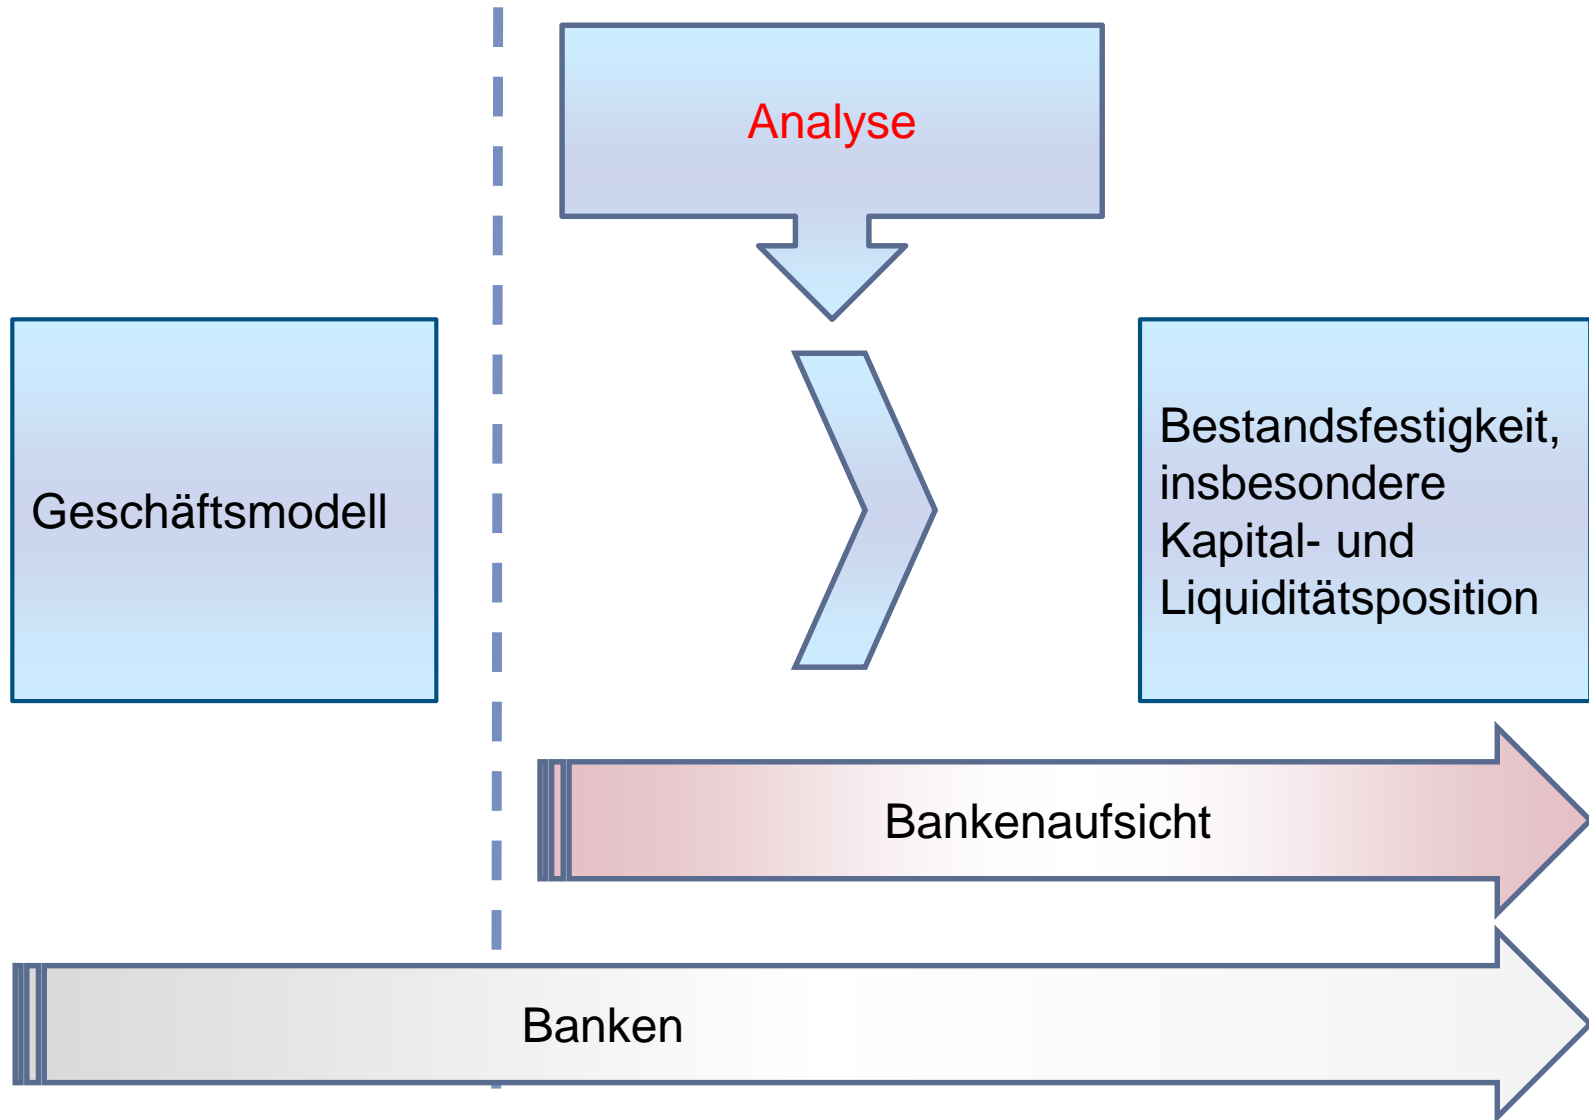 Analyse
Geschäftsmodell
Bestandsfestigkeit,
insbesondere
Kapital- und
Liquiditätsposition
Bankenaufsicht
Banken